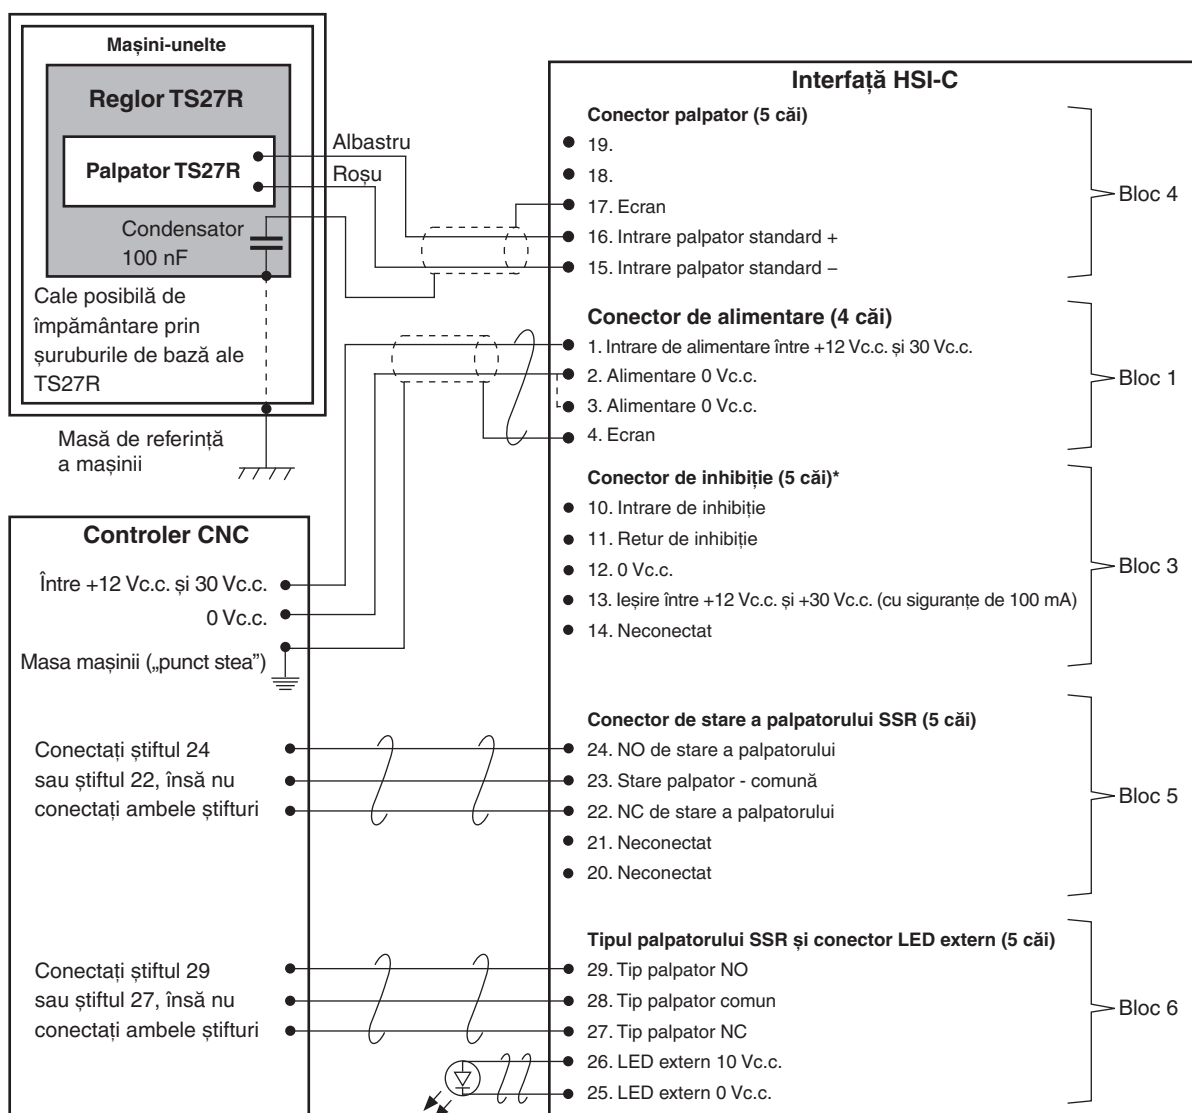 Mașini-unelte
Reglor TS27R
Palpator TS27R
Albastru
Roșu
Condensator
100 nF
Cale posibilă de
împământare prin
șuruburile de bază ale
TS27R
Masă de referință
a mașinii
Controler CNC
Între +12 Vc.c. și 30 Vc.c.
0 Vc.c.
Masa mașinii („punct stea”)
Conectați știftul 24
sau știftul 22, însă nu
conectați ambele știfturi
Conectați știftul 29
sau știftul 27, însă nu
conectați ambele știfturi
Interfață HSI-C
Conector palpator (5 căi)
19.
18.
17. Ecran
16. Intrare palpator standard +
15. Intrare palpator standard –
Bloc 4
Conector de alimentare (4 căi)
1. Intrare de alimentare între +12 Vc.c. și 30 Vc.c.
2. Alimentare 0 Vc.c.
3. Alimentare 0 Vc.c.
4. Ecran
Bloc 1
Conector de inhibiție (5 căi)*
10. Intrare de inhibiție
11. Retur de inhibiție
12. 0 Vc.c.
13. Ieșire între +12 Vc.c. și +30 Vc.c. (cu siguranțe de 100 mA)
14. Neconectat
Bloc 3
Conector de stare a palpatorului SSR (5 căi)
24. NO de stare a palpatorului
23. Stare palpator - comună
22. NC de stare a palpatorului
21. Neconectat
20. Neconectat
Bloc 5
Tipul palpatorului SSR și conector LED extern (5 căi)
29. Tip palpator NO
28. Tip palpator comun
27. Tip palpator NC
26. LED extern 10 Vc.c.
25. LED extern 0 Vc.c.
Bloc 6